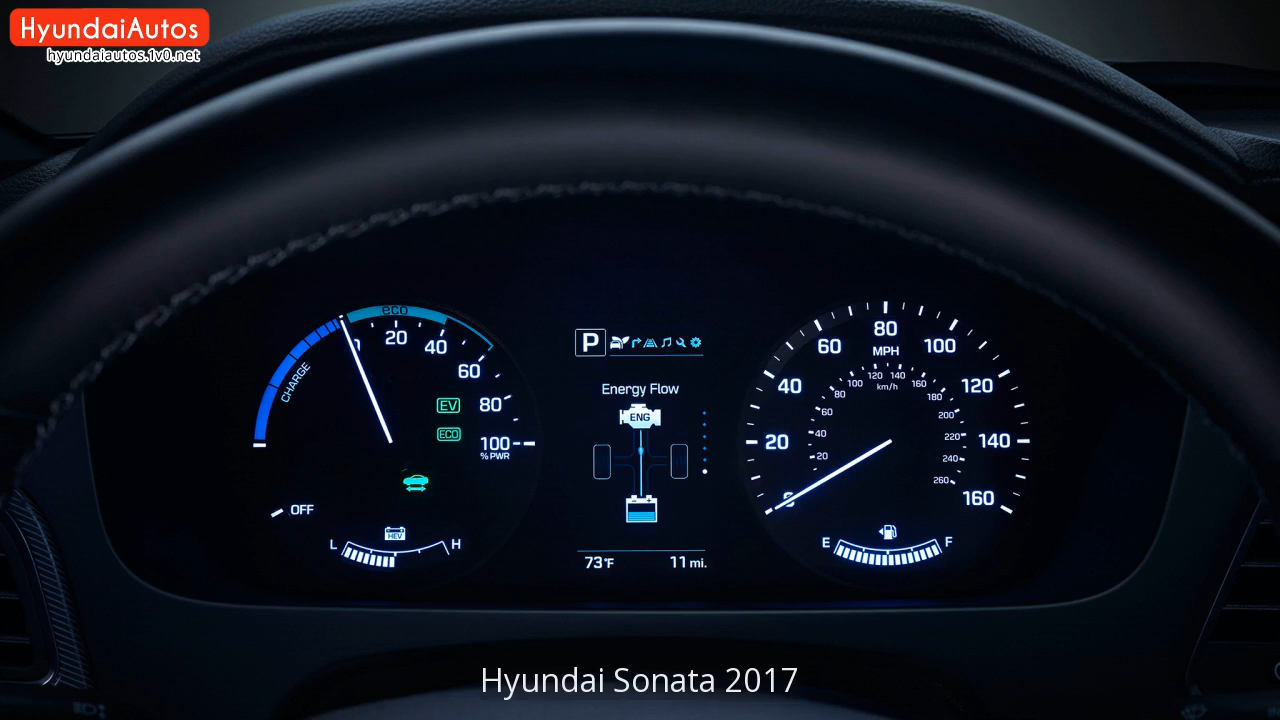 HyundaiAutos
hyundaiautos.1v0.net
eco
CHARGE
0
20
40
60
80
100
% PWR
EV
ECO
OFF
HEV
L
H
P
Energy Flow
ENG
73°F
11 mi.
0
20
40
60
80
100
120
140
160
MPH
20
40
60
80
100
120
140
160
180
200
220
240
260
km/h
E
F
Hyundai Sonata 2017